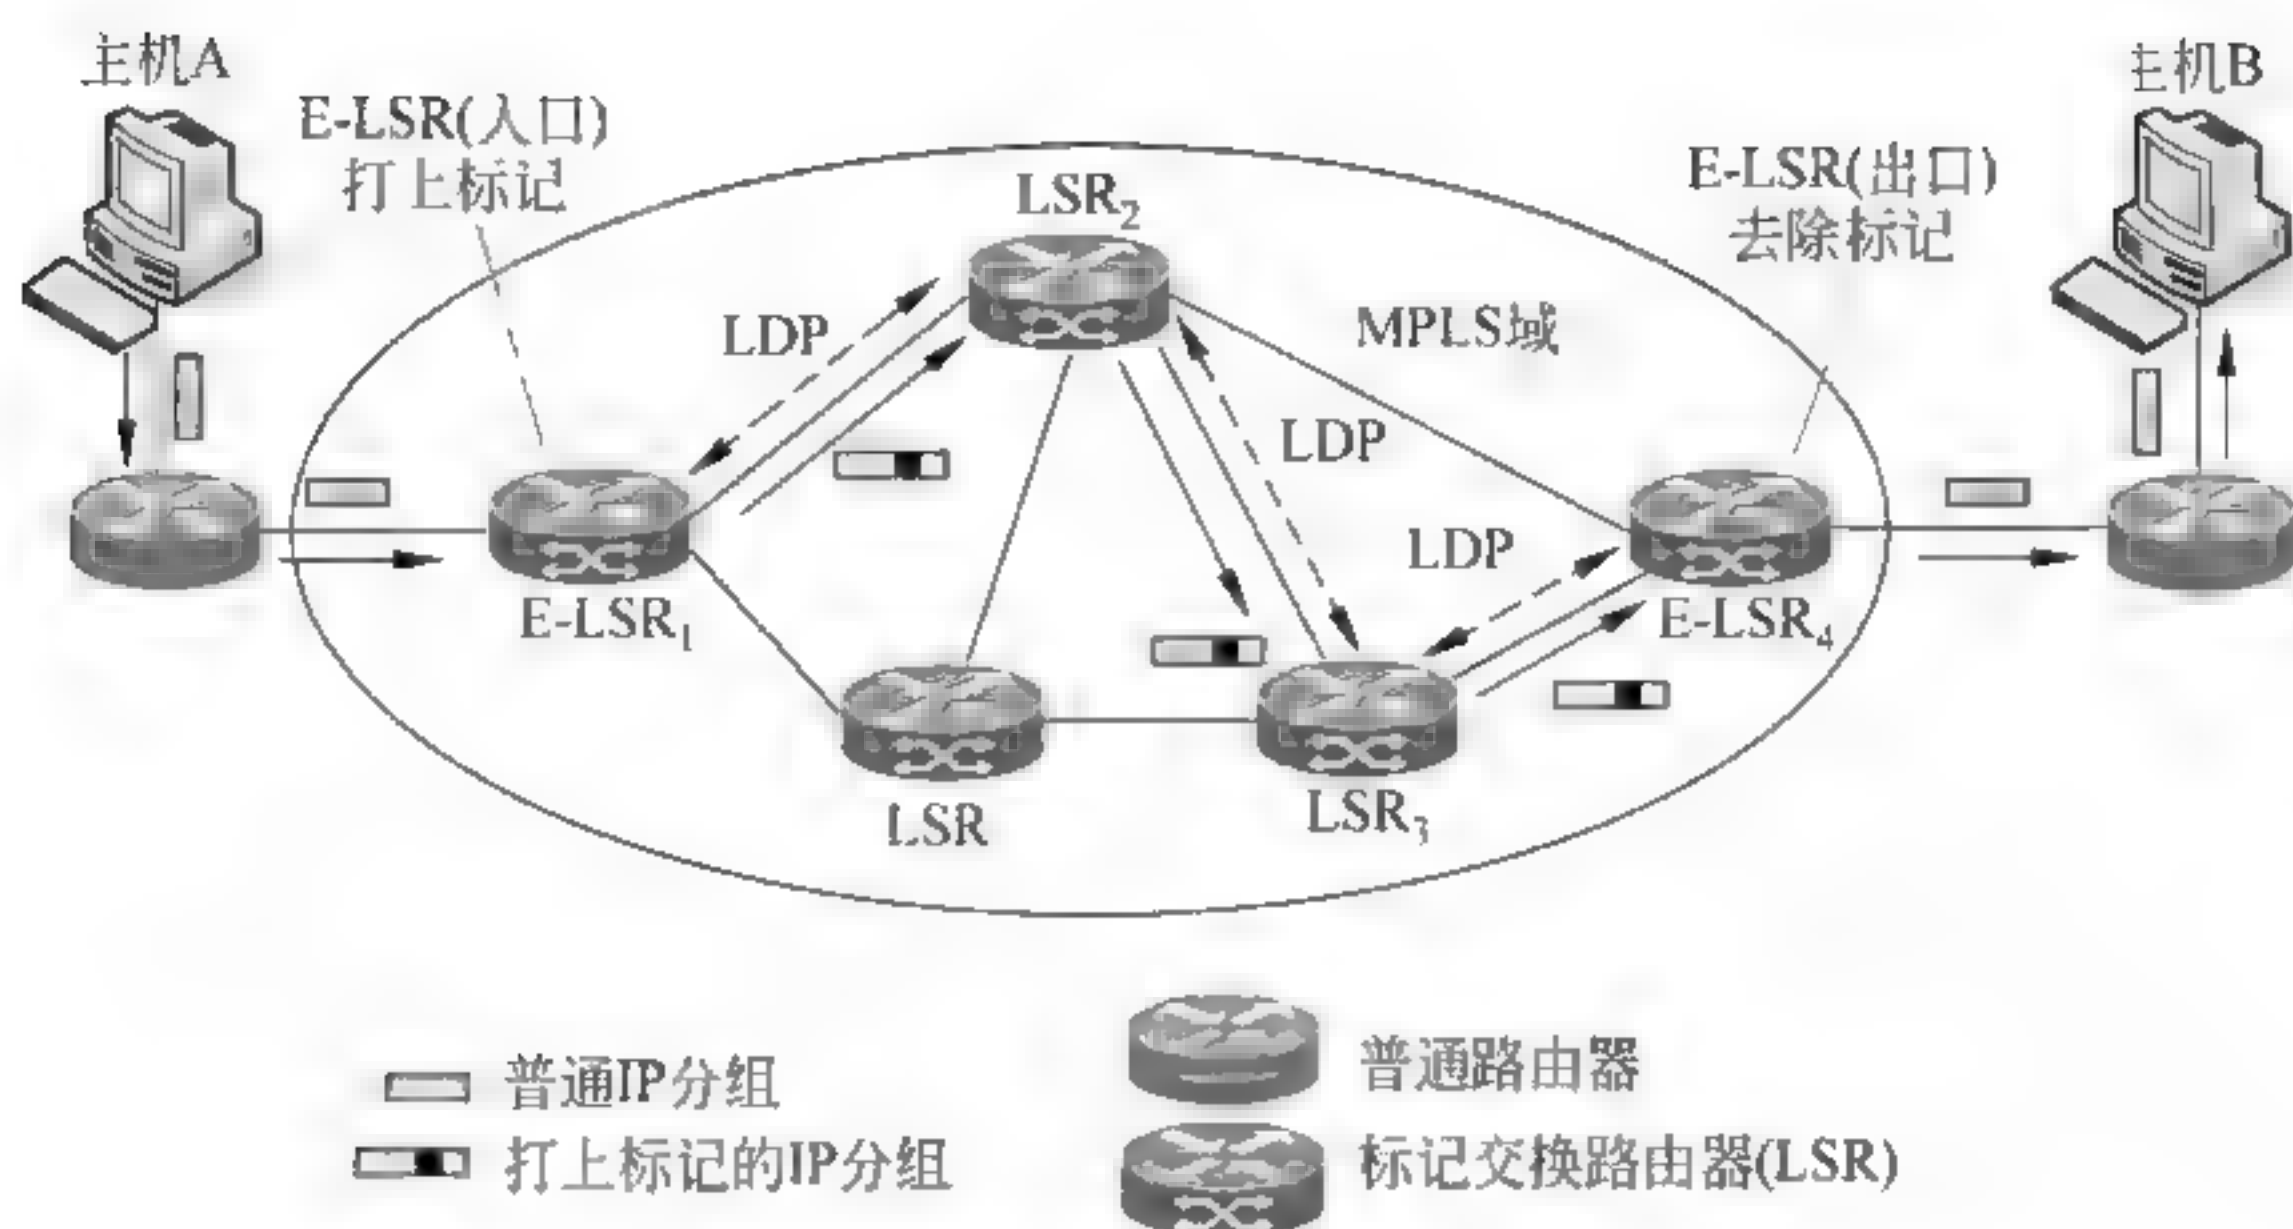 主机A
主机B
E-LSR(入口)
打上标记
E-LSR(出口)
去除标记
LSR2
LDP
MPLS域
LDP
LDP
E-LSR1
E-LSR4
LSR
LSR3
普通IP分组
普通路由器
打上标记的IP分组
标记交换路由器(LSR)